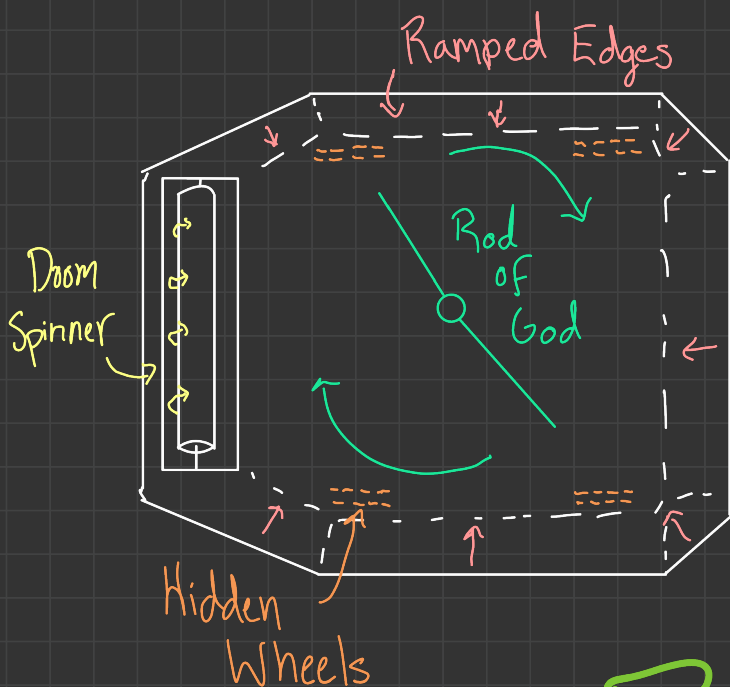 Ramped Edges
Rod
of
God
Doom
Spinner
Hidden
Wheels